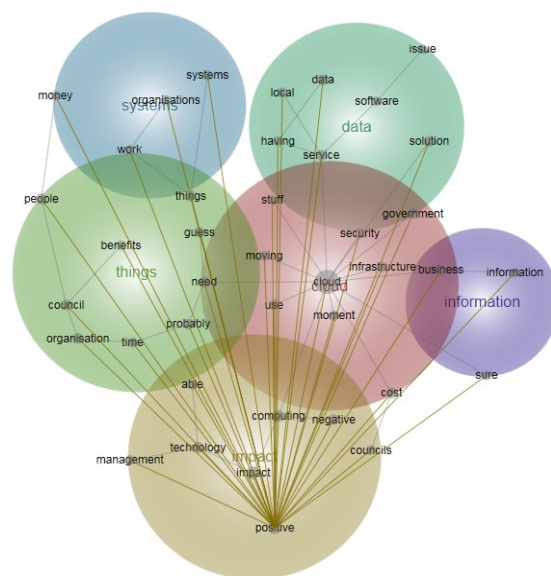 issue
systems
data
money
local
organisations
software
systems
data
having
solution
work
service
people
things
stuff
government
guess
security
benefits
moving
infrastructure
business
information
things
need
cloud
cloud
council
use
moment
information
probably
organisation
time
sure
able
cost
computing
negative
technology
councils
management
impact
impact
positive